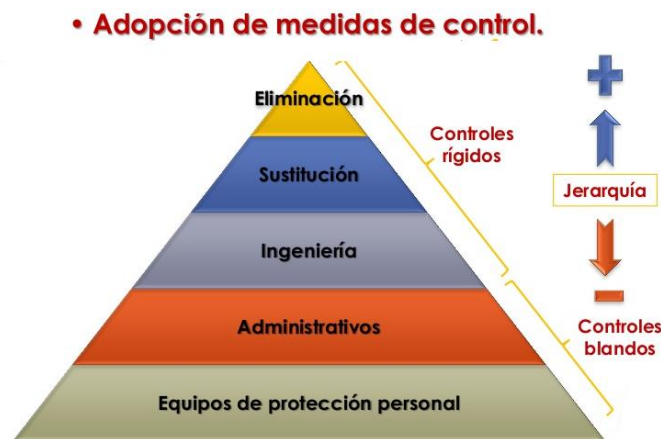 • Adopción de medidas de control.
Eliminación
Sustitución
Ingeniería
Administrativos
Equipos de protección personal
Controles
rígidos
Jerarquía
Controles
blandos